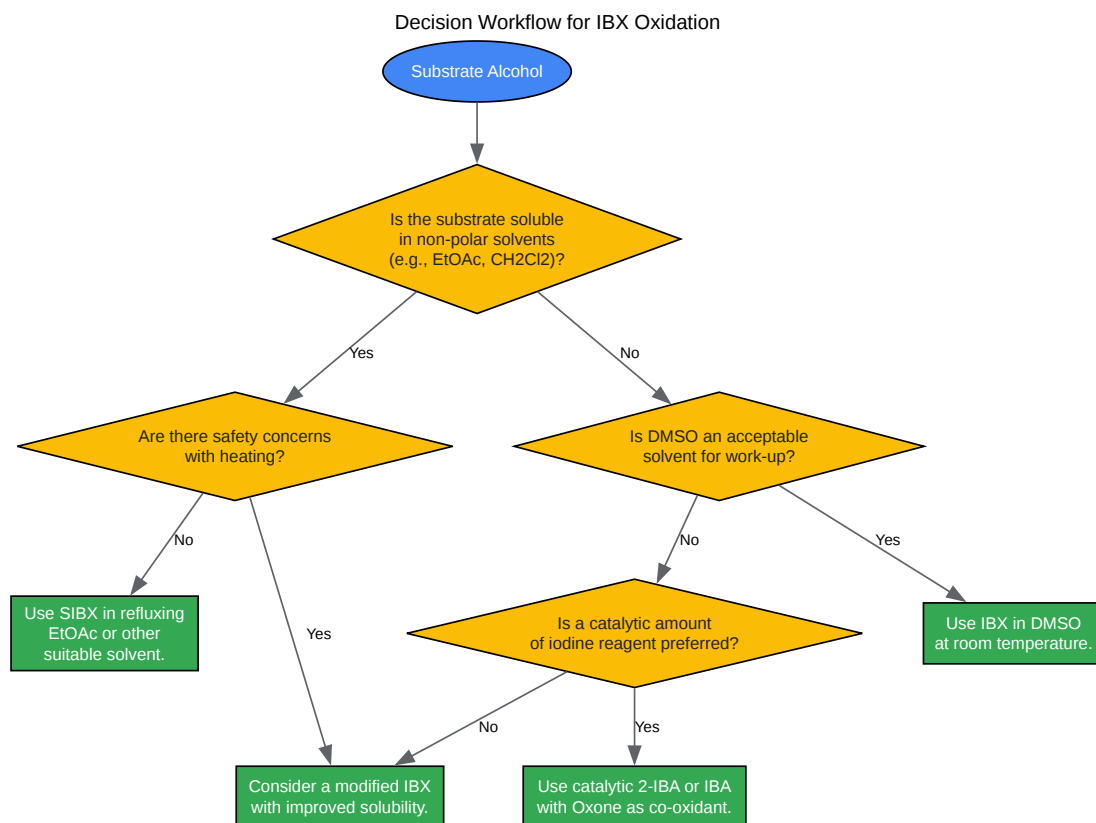 Decision Workflow for IBX Oxidation
Substrate Alcohol
Is the substrate soluble
in non-polar solvents
(e.g., EtOAc, CH2Cl2)?
Yes
No
Are there safety concerns
with heating?
Is DMSO an acceptable
solvent for work-up?
No
Yes
No
Yes
Use SIBX in refluxing
EtOAc or other
suitable solvent.
Is a catalytic amount
of iodine reagent preferred?
Use IBX in DMSO
at room temperature.
No
Yes
Consider a modified IBX
with improved solubility.
Use catalytic 2-IBA or IBA
with Oxone as co-oxidant.